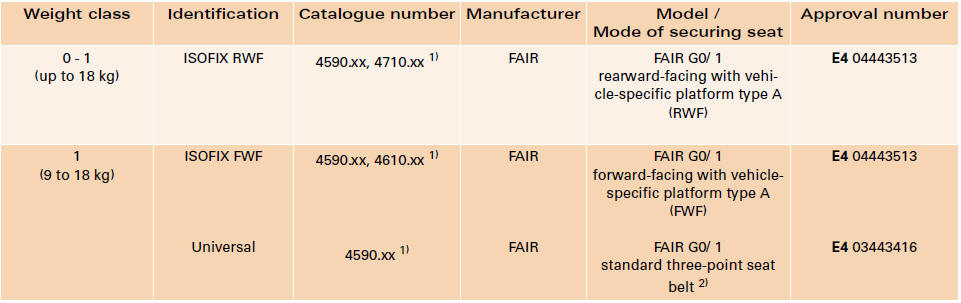 Weight class Identification Catalogue number Manufacturer Model / Approval number
Mode of securing seat
0 - 1 ISOFIX RWF 4590.xx, 4710.xx 1) FAIR FAIR G0/ 1 E4 04443513
(up to 18 kg) rearward-facing with vehi-
cle-specific platform type A
(RWF)
1 ISOFIX FWF 4590.xx, 4610.xx 1) FAIR FAIR G0/ 1 E4 04443513
(9 to 18 kg) forward-facing with vehicle-
specific platform type A
(FWF)
Universal 4590.xx 1) FAIR FAIR G0/ 1 E4 03443416
standard three-point seat
belt 2)